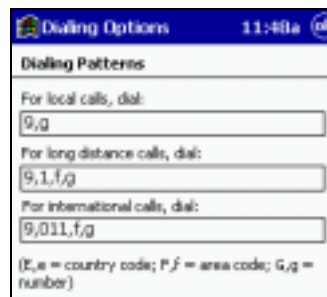 Dialing Options 11:48a ok
Dialing Patterns
For local calls, dial:
9,g
For long distance calls, dial:
9,1,f,g
For international calls, dial:
9,011,f,g
(E,e = country code; F,f = area code; G,g =
number)